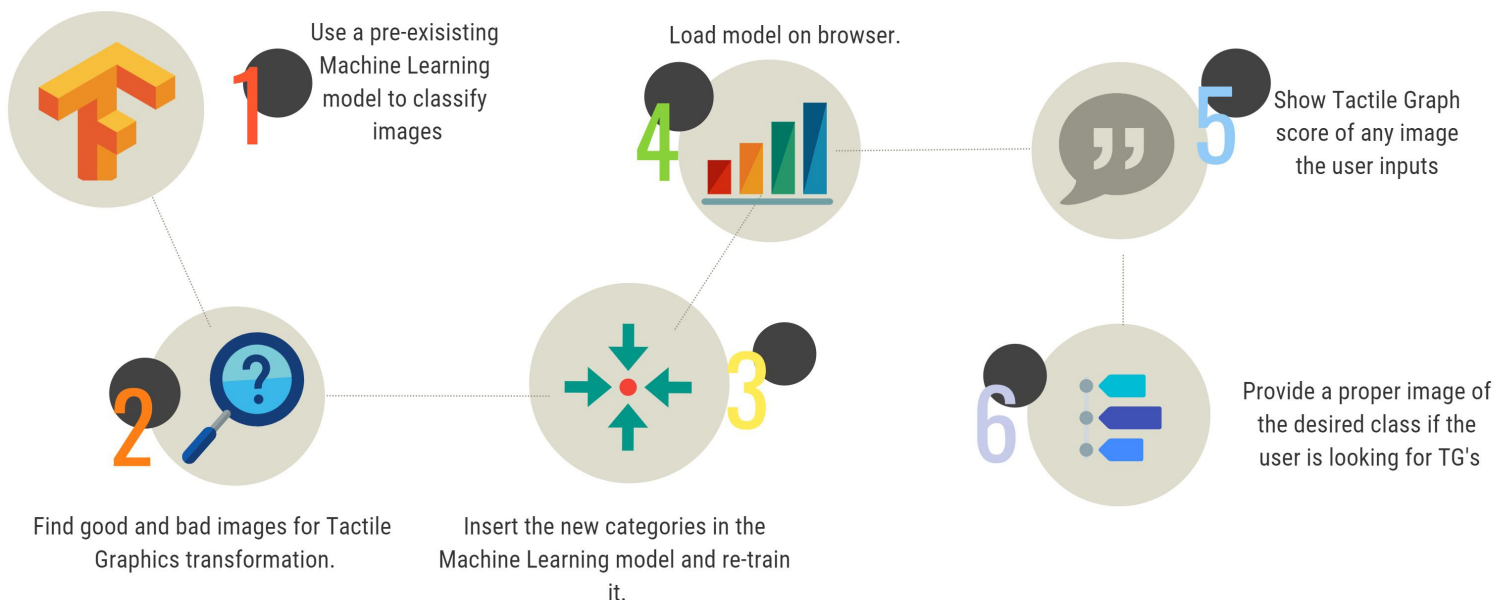 1
Use a pre-exisisting
Machine Learning
model to classify
images
2
Find good and bad images for Tactile
Graphics transformation.
3
Insert the new categories in the
Machine Learning model and re-train
it.
4
Load model on browser.
5
Show Tactile Graph
score of any image
the user inputs
6
Provide a proper image of
the desired class if the
user is looking for TG's